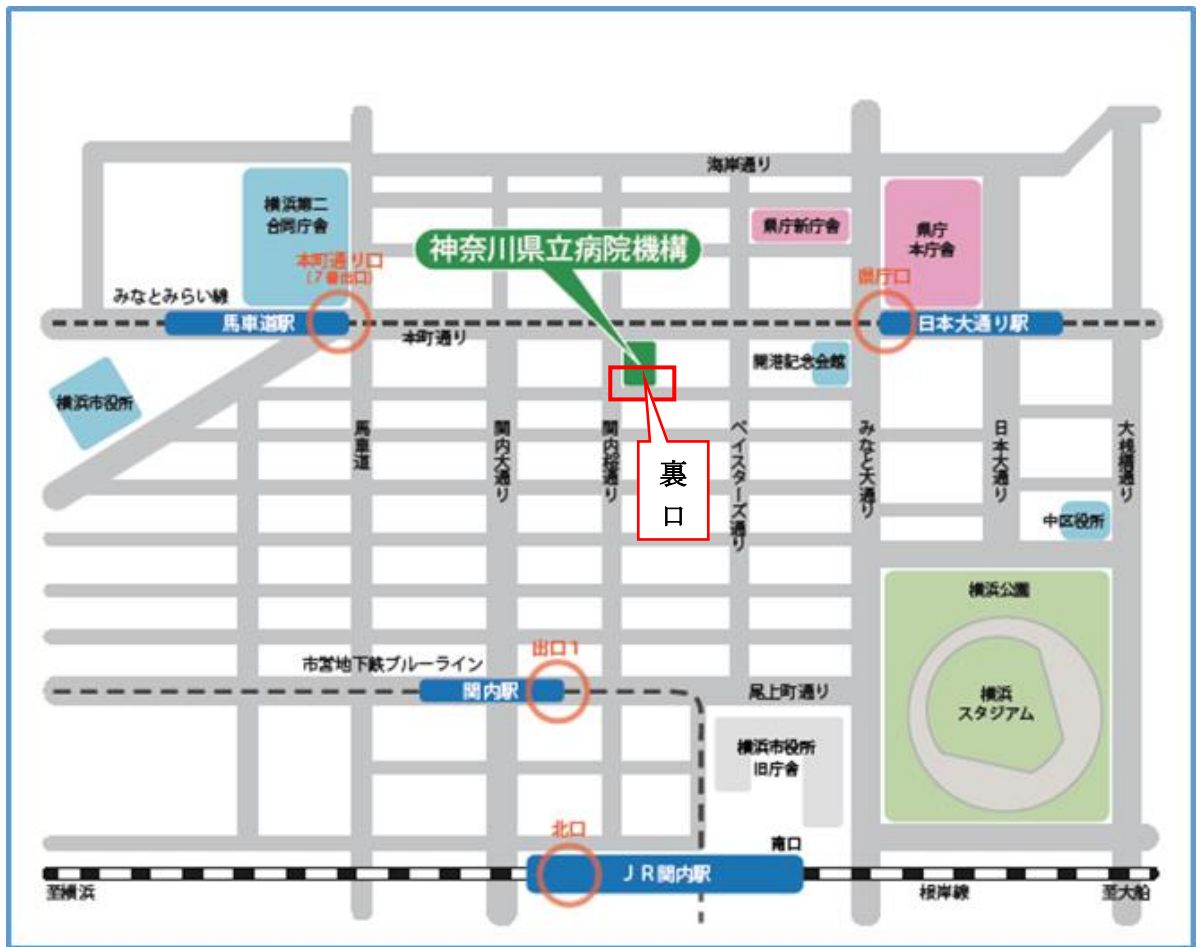 海岸通り
横浜第二
合同庁舎
県庁新庁舎
県庁
本庁舎
神奈川県立病院機構
本町通り口
(7番出口)
県庁口
みなとみらい線
馬車道駅
日本大通り駅
本町通り
開港記念会館
横浜市役所
馬車道
関内大通り
関内桜通り
ベイスターズ通り
みなと大通り
日本大通り
大桟橋通り
裏
口
中区役所
横浜公園
出口1
市営地下鉄ブルーライン
関内駅
尾上町通り
横浜
スタジアム
横浜市役所
旧庁舎
北口
南口
JR関内駅
至横浜
根岸線
至大船